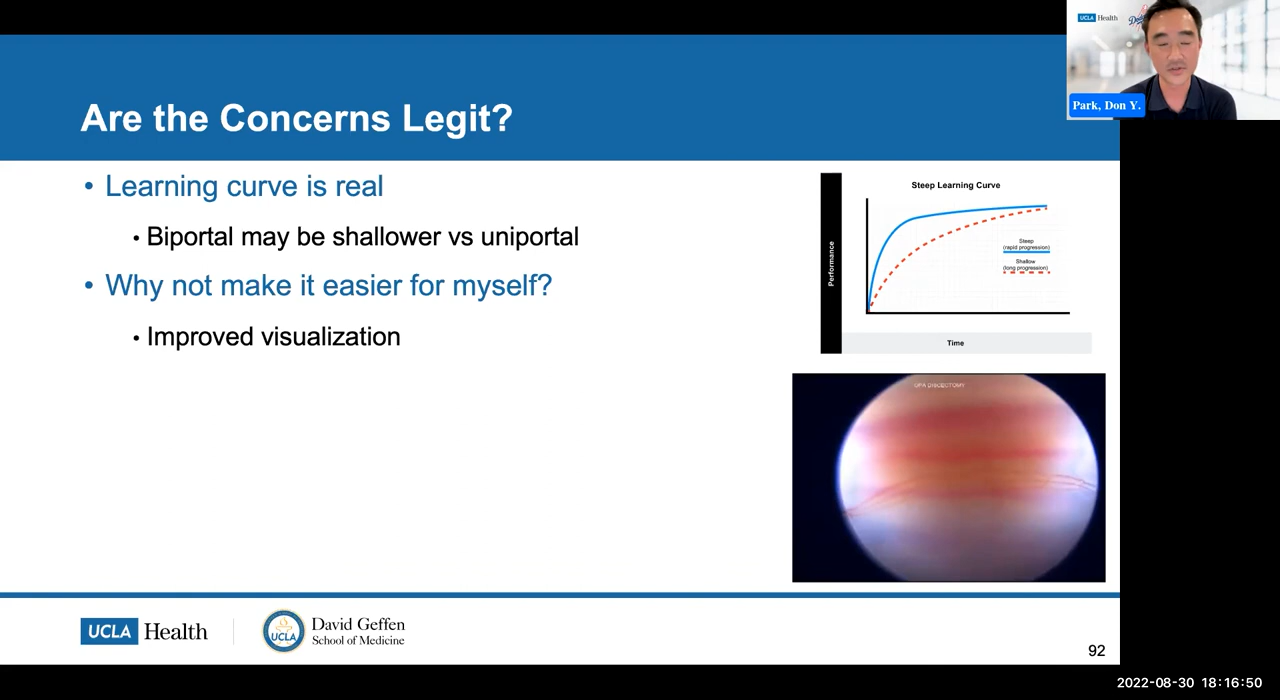 UCLA Health
Park, Don Y.
Are the Concerns Legit?
• Learning curve is real
• Biportal may be shallower vs uniportal
• Why not make it easier for myself?
• Improved visualization
Steep Learning Curve
Performance
Steep
(rapid progression)
Shallow
(long progression)
Time
UCLA Health
UCLA
David Geffen
School of Medicine
92
2022-08-30 18:16:50